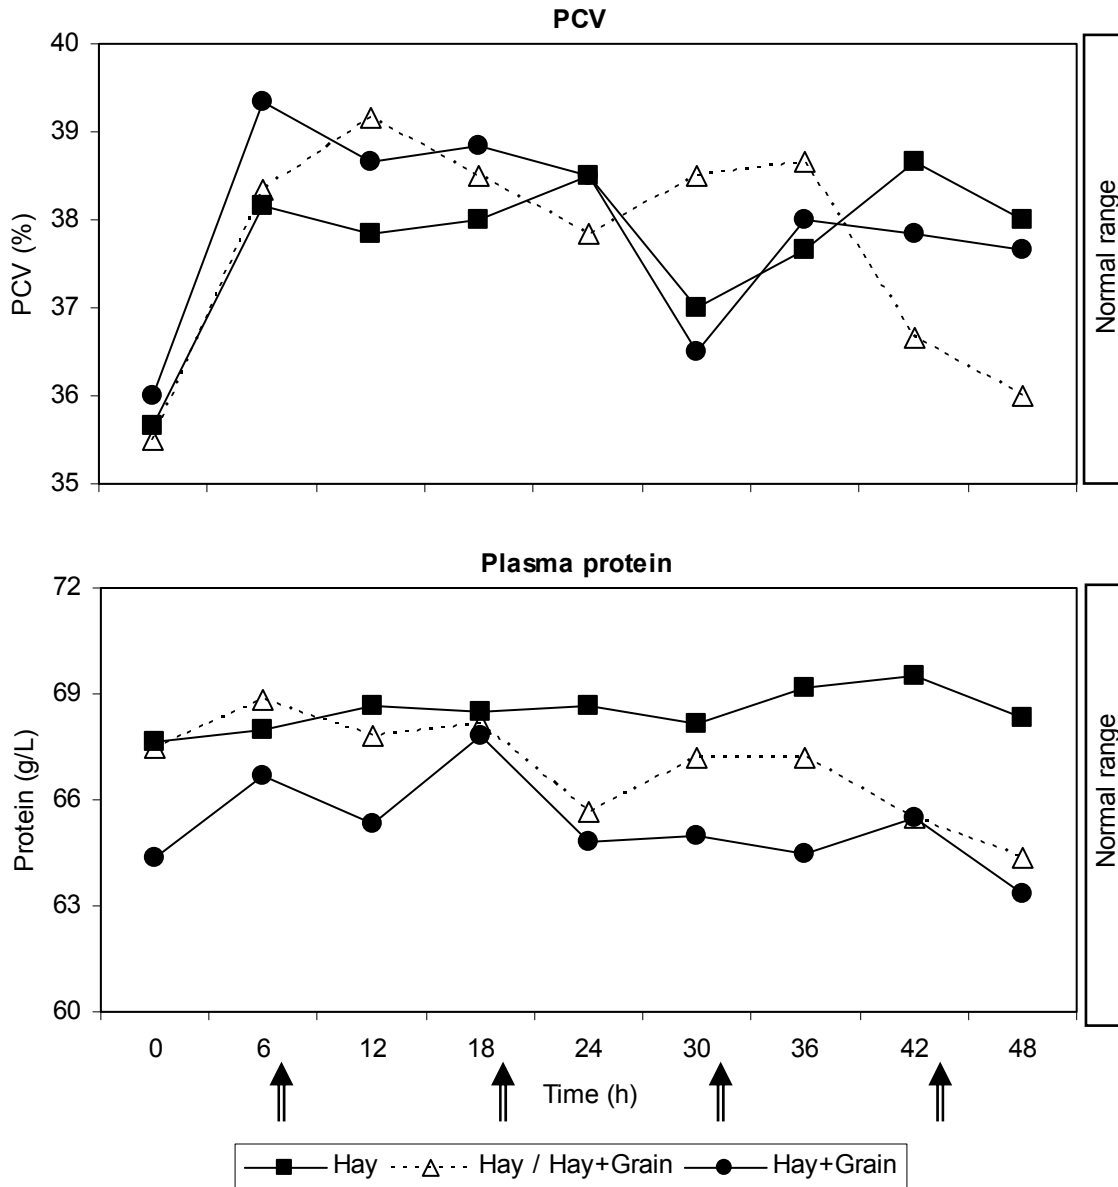 PCV
40
39
38
37
36
35
PCV (%)
Normal range
Plasma protein
72
69
66
63
60
Protein (g/L)
Normal range
0 6 12 18 24 30 36 42 48
Time (h)
Hay Hay / Hay+Grain Hay+Grain